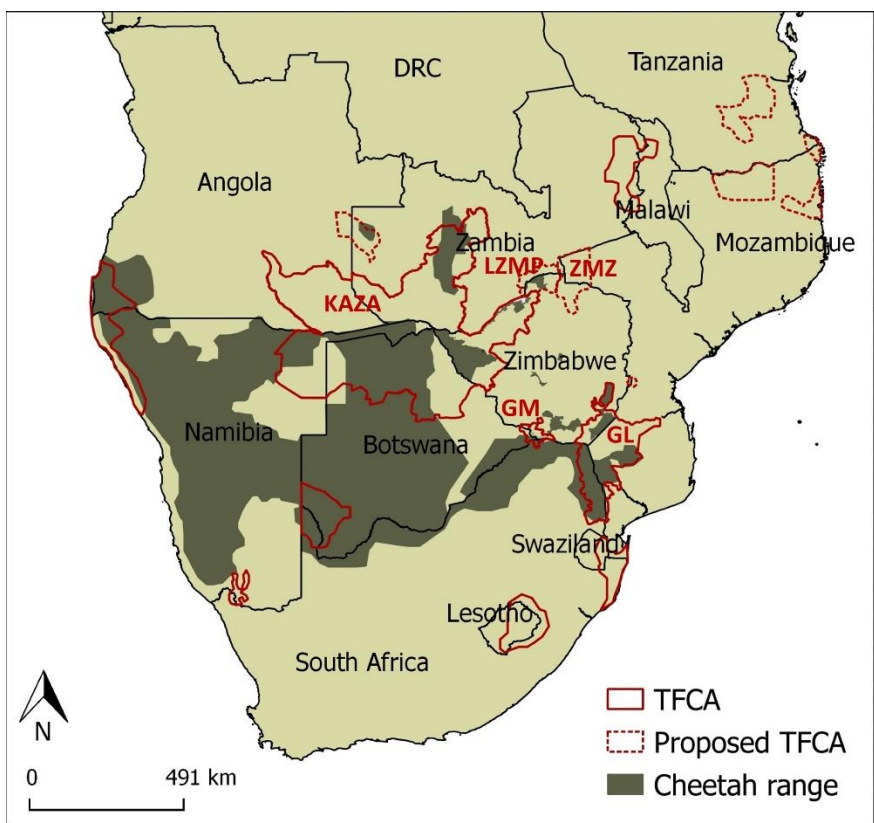 DRC
Tanzania
Angola
Malawi
Zambia
Mozambique
LZMP
ZMZ
KAZA
Zimbabwe
GM
Namibia
Botswana
GL
Swaziland
Lesotho
South Africa
TFCA
Proposed TFCA
Cheetah range
N
0
491 km